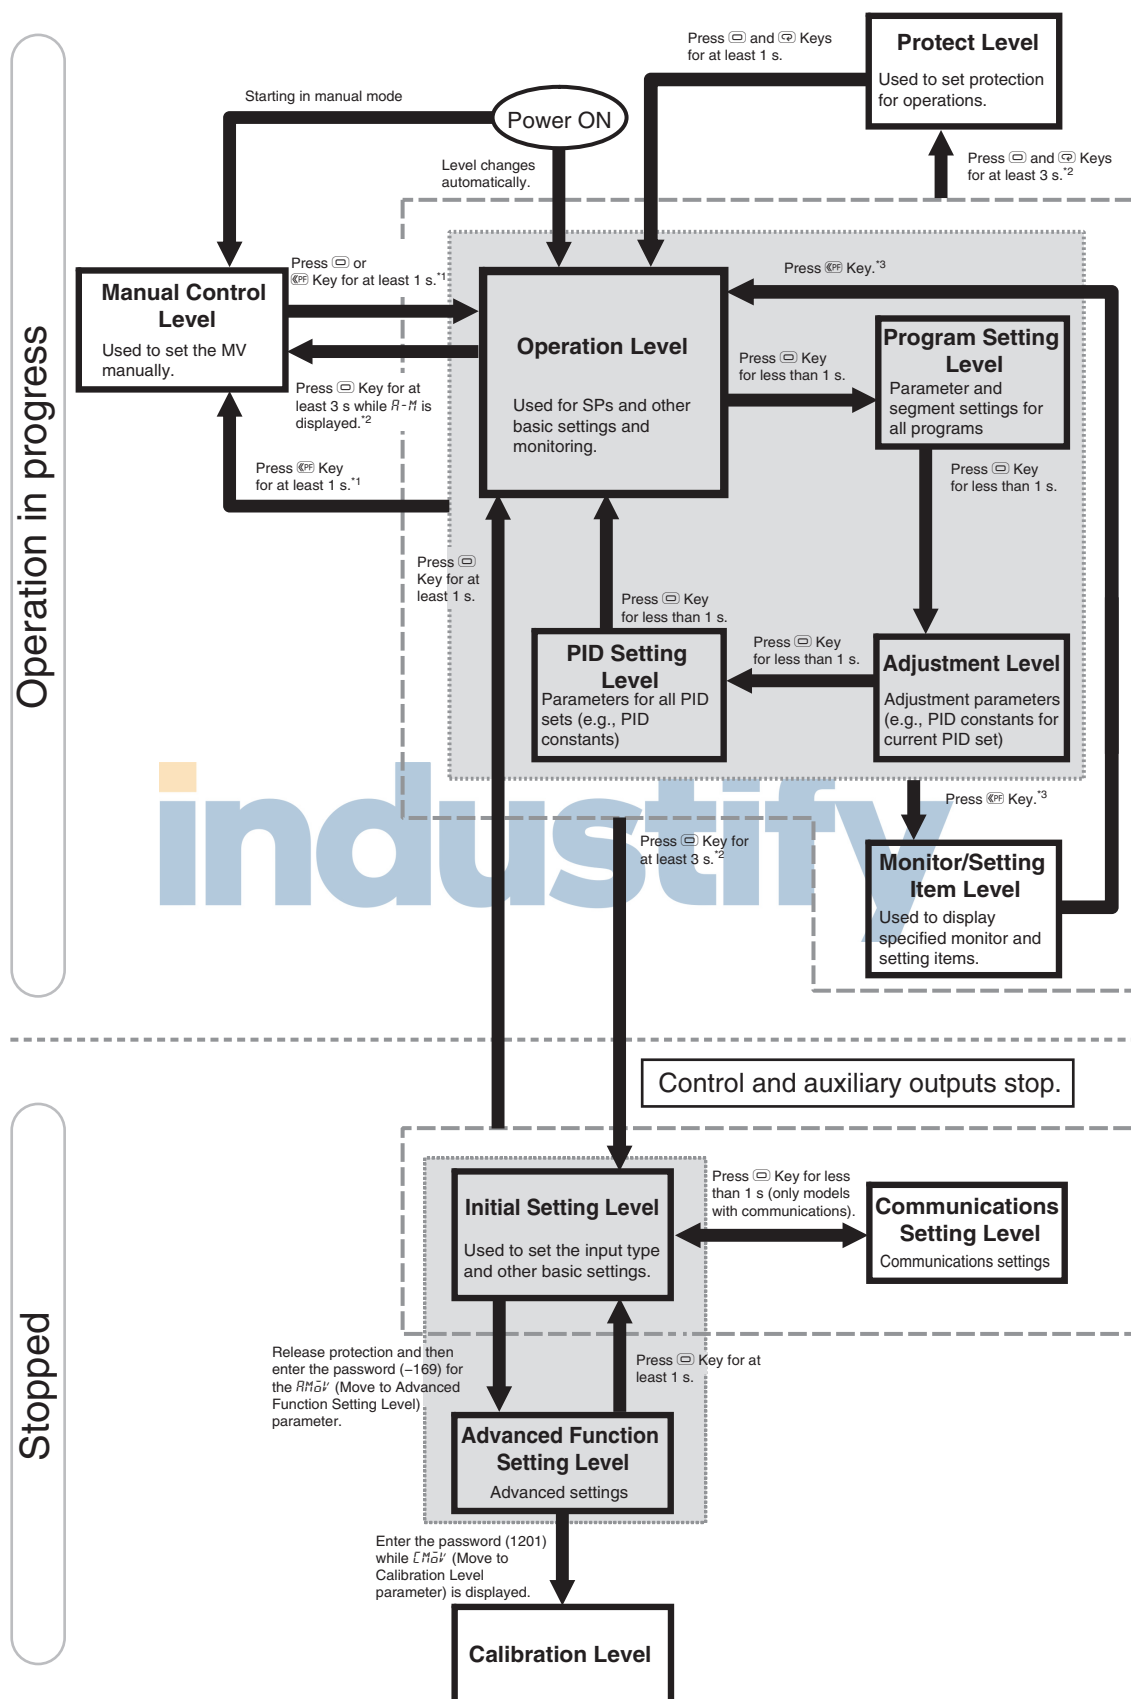 Press and Keys
for at least 1 s.
Protect Level
Used to set protection
for operations.
Starting in manual mode
Power ON
Level changes
automatically.
Press and Keys
for at least 3 s.*2
Press or
PF Key for at least 1 s.*1
Manual Control
Level
Used to set the MV
manually.
Press Key for at
least 3 s while A-M is
displayed.*2
Press PF Key
for at least 1 s.*1
Press PF Key.*3
Operation Level
Used for SPs and other
basic settings and
monitoring.
Press Key
for less than 1 s.
Program Setting
Level
Parameter and
segment settings for
all programs
Press Key
for less than 1 s.
Press
Key for at
least 1 s.
Press Key
for less than 1 s.
PID Setting
Level
Parameters for all PID
sets (e.g., PID
constants)
Press Key
for less than 1 s.
Adjustment Level
Adjustment parameters
(e.g., PID constants for
current PID set)
Press PF Key.*3
Press Key for
at least 3 s.*2
Monitor/Setting
Item Level
Used to display
specified monitor and
setting items.
industify
Operation in progress
Control and auxiliary outputs stop.
Initial Setting Level
Used to set the input type
and other basic settings.
Press Key for less
than 1 s (only models
with communications).
Communications
Setting Level
Communications settings
Release protection and then
enter the password (–169) for
the AMoV (Move to Advanced
Function Setting Level)
parameter.
Press Key for at
least 1 s.
Advanced Function
Setting Level
Advanced settings
Enter the password (1201)
while CMoV (Move to
Calibration Level
parameter) is displayed.
Calibration Level
Stopped